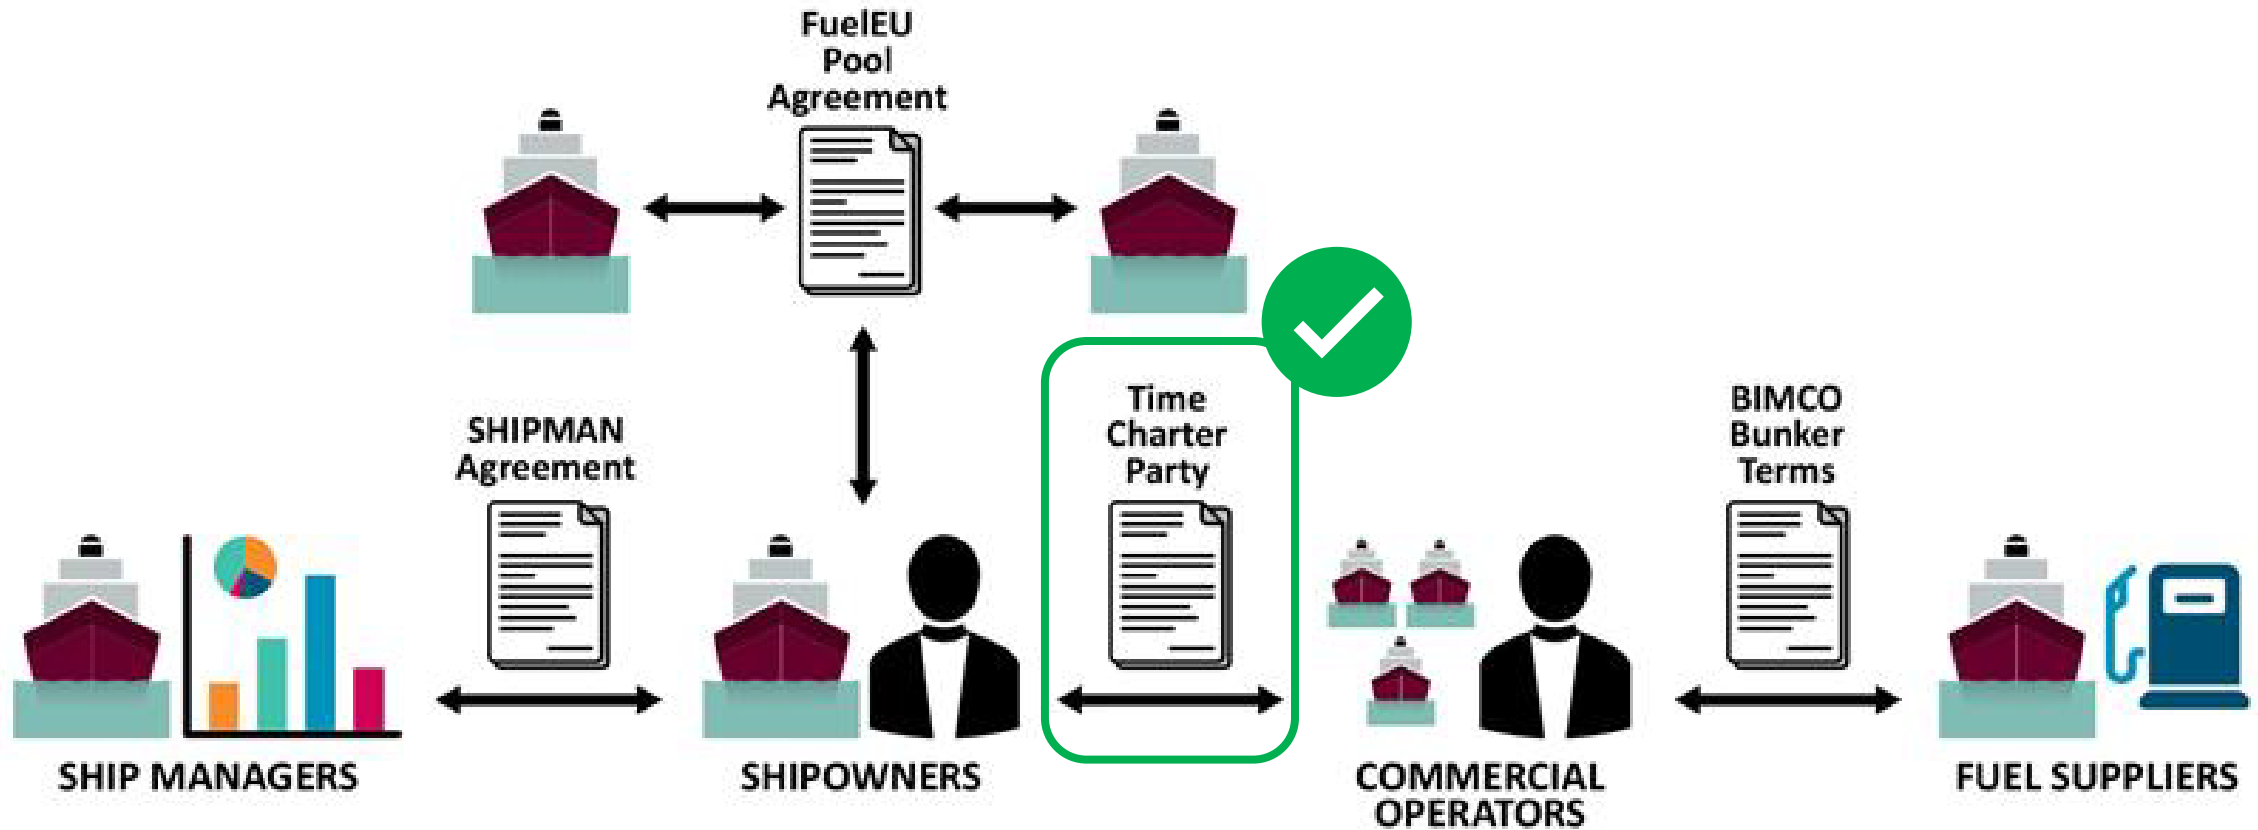 FuelEU
Pool
Agreement
SHIPMAN
Agreement
Time
Charter
Party
BIMCO
Bunker
Terms
SHIP MANAGERS
SHIPOWNERS
COMMERCIAL
OPERATORS
FUEL SUPPLIERS